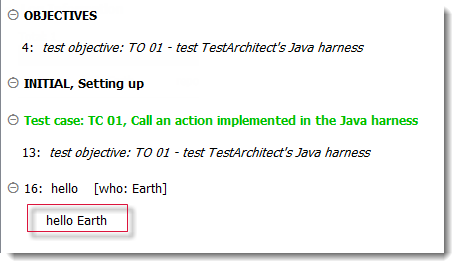 OBJECTIVES
4: test objective: TO 01 - test TestArchitect's Java harness
INITIAL, Setting up
Test case: TC 01, Call an action implemented in the Java harness
13: test objective: TO 01 - test TestArchitect's Java harness
16: hello [who: Earth]
hello Earth